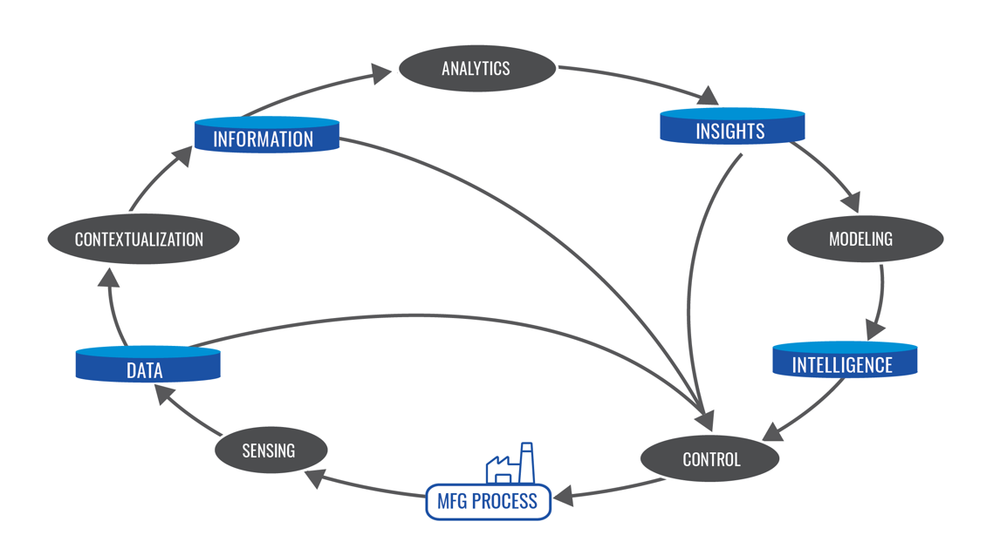 ANALYTICS
INSIGHTS
INFORMATION
CONTEXTUALIZATION
MODELING
DATA
INTELLIGENCE
SENSING
CONTROL
MFG PROCESS